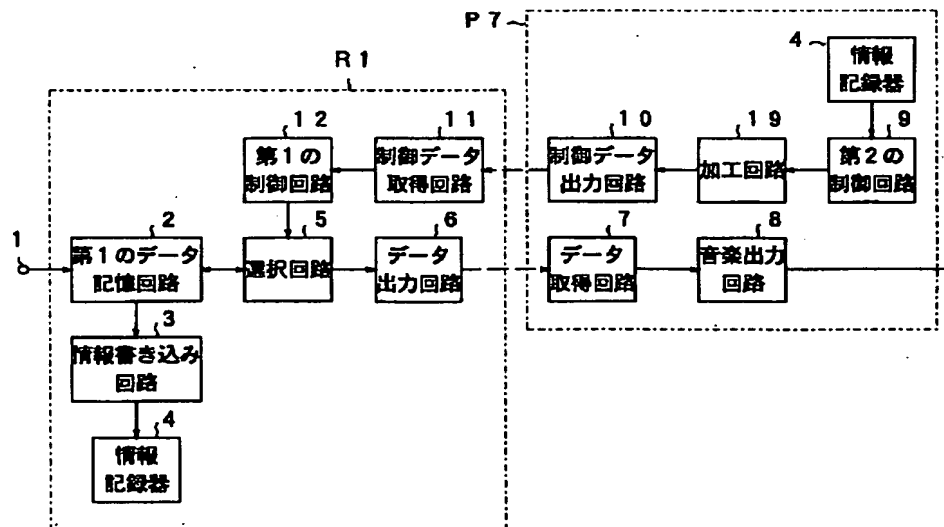 P7
R1
4
情報
記録器
12
11
10
19
9
第1の
制御回路
制御データ
取得回路
制御データ
出力回路
加工回路
第2の
制御回路
1
2
5
6
7
8
第1のデータ
記憶回路
選択回路
データ
出力回路
データ
取得回路
音楽出力
回路
3
情報書き込み
回路
4
情報
記録器